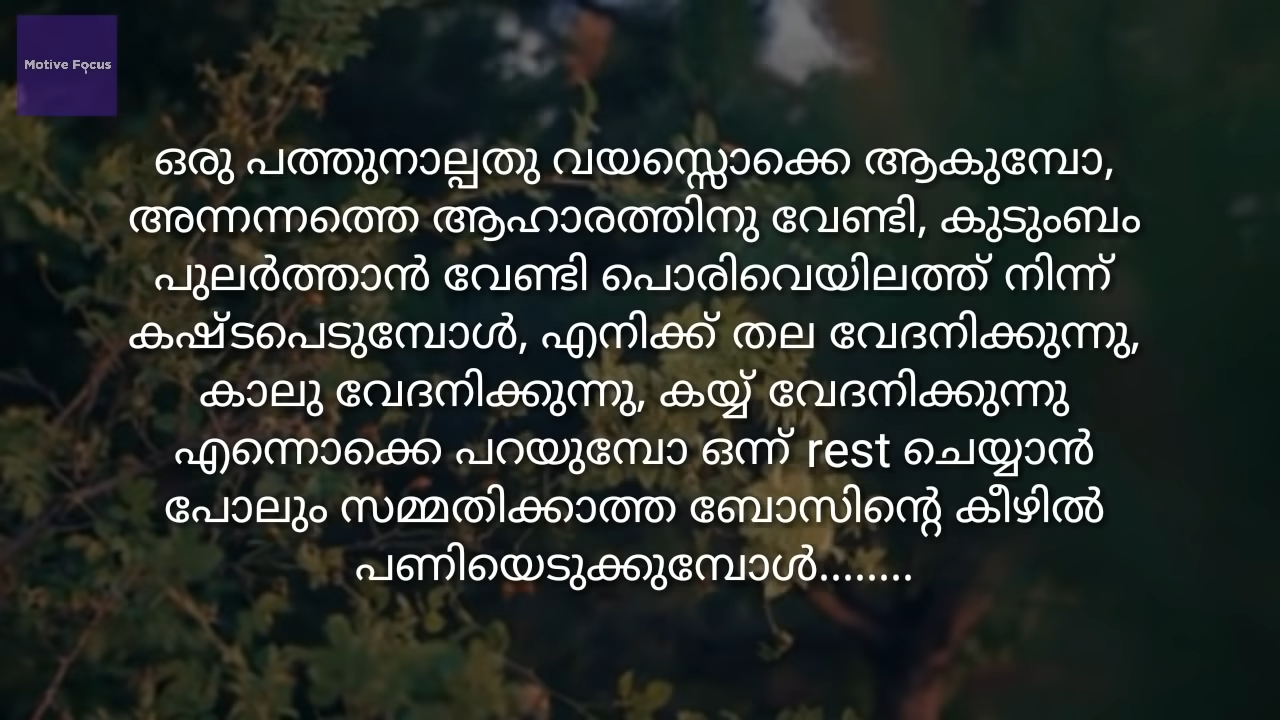 Motive Focus
ഒരു പത്തുനാല്പതു വയസ്സൊക്കെ ആകുമ്പോ,
അന്നന്നത്തെ ആഹാരത്തിനു വേണ്ടി, കുടുംബം
പുലർത്താൻ വേണ്ടി പൊരിവെയിലത്ത് നിന്ന്
കഷ്ടപെടുമ്പോൾ, എനിക്ക് തല വേദനിക്കുന്നു,
കാലു വേദനിക്കുന്നു, കയ്യ് വേദനിക്കുന്നു
എന്നൊക്കെ പറയുമ്പോ ഒന്ന് rest ചെയ്യാൻ
പോലും സമ്മതിക്കാത്ത ബോസിന്റെ കീഴിൽ
പണിയെടുക്കുമ്പോൾ........